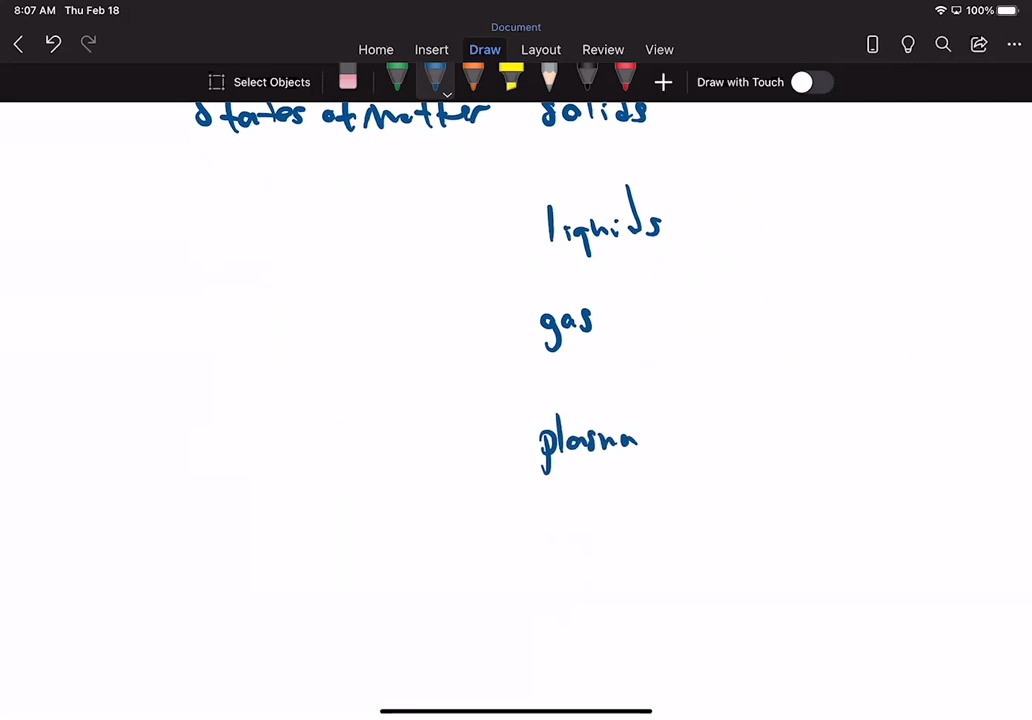 8:07 AM Thu Feb 18 100%
Document
Home Insert Draw Layout Review View
Select Objects Draw with Touch
States of Matter solids
liquids
gas
plasma